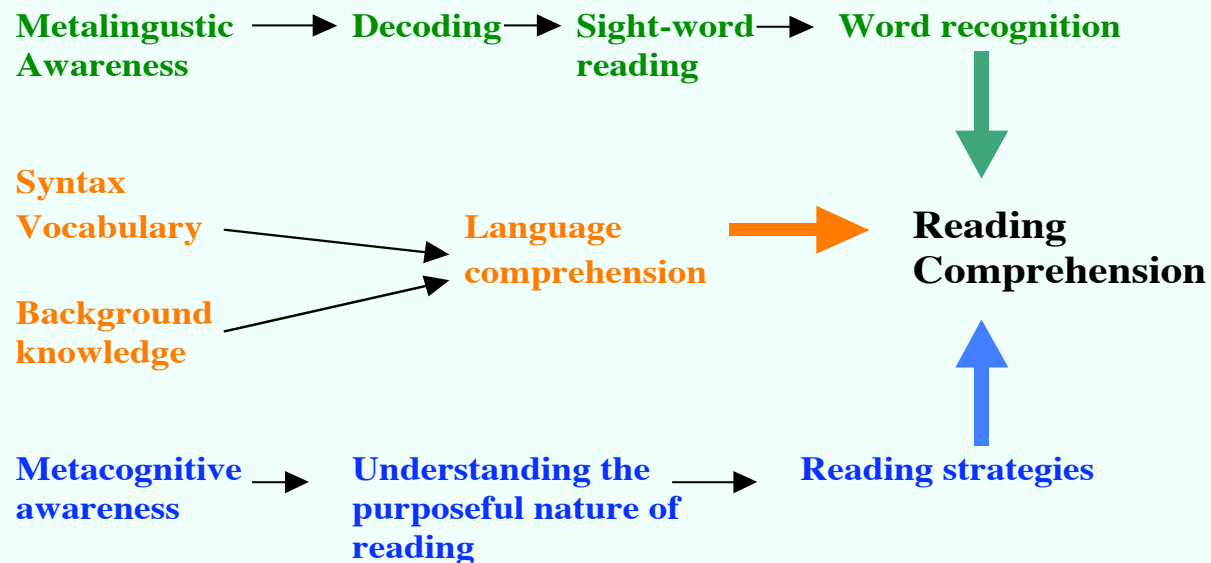 Metalingustic
Awareness
Decoding
Sight-word
reading
Word recognition
Syntax
Vocabulary
Background
knowledge
Language
comprehension
Reading
Comprehension
Metacognitive
awareness
Understanding the
purposeful nature of
reading
Reading strategies